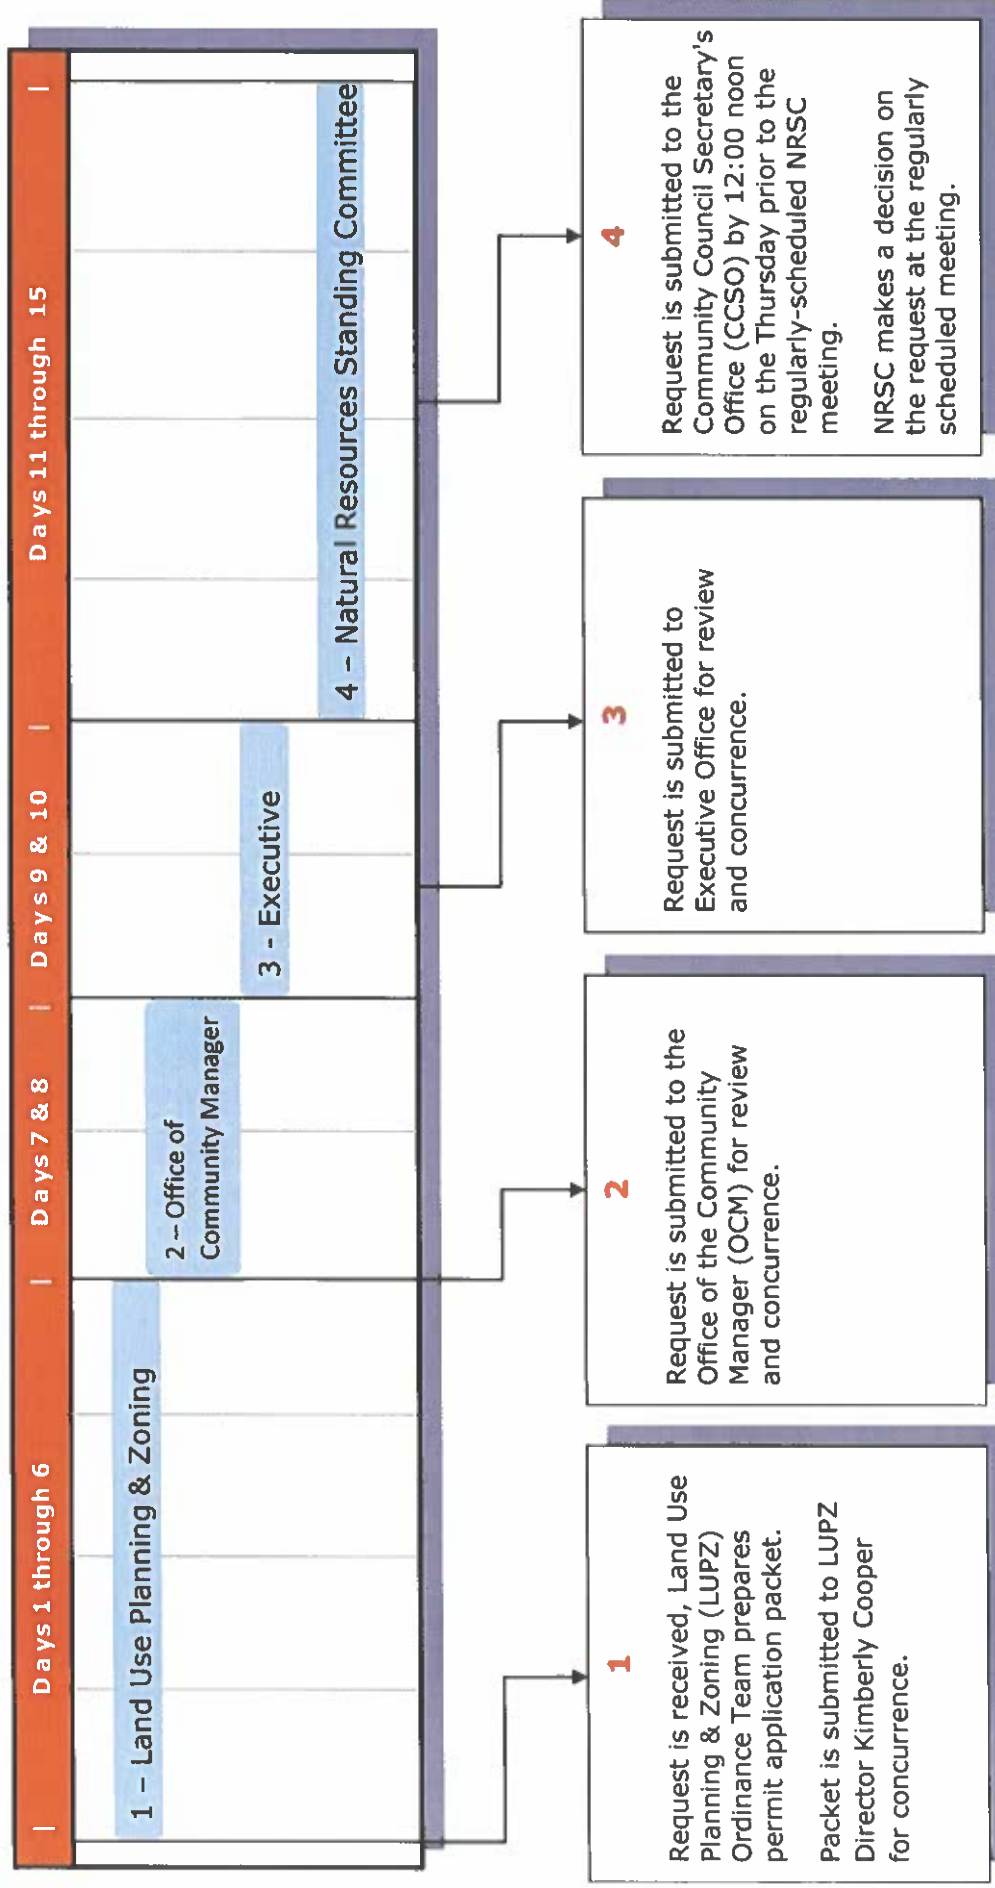 Days 1 through 6
Days 7 & 8
Days 9 & 10
Days 11 through 15
1 – Land Use Planning & Zoning
2 – Office of
Community Manager
3 - Executive
4 – Natural Resources Standing Committee
1
Request is received, Land Use
Planning & Zoning (LUPZ)
Ordinance Team prepares
permit application packet.
Packet is submitted to LUPZ
Director Kimberly Cooper
for concurrence.
2
Request is submitted to the
Office of the Community
Manager (OCM) for review
and concurrence.
3
Request is submitted to
Executive Office for review
and concurrence.
4
Request is submitted to the
Community Council Secretary's
Office (CCSO) by 12:00 noon
on the Thursday prior to the
regularly-scheduled NRSC
meeting.
NRSC makes a decision on
the request at the regularly
scheduled meeting.